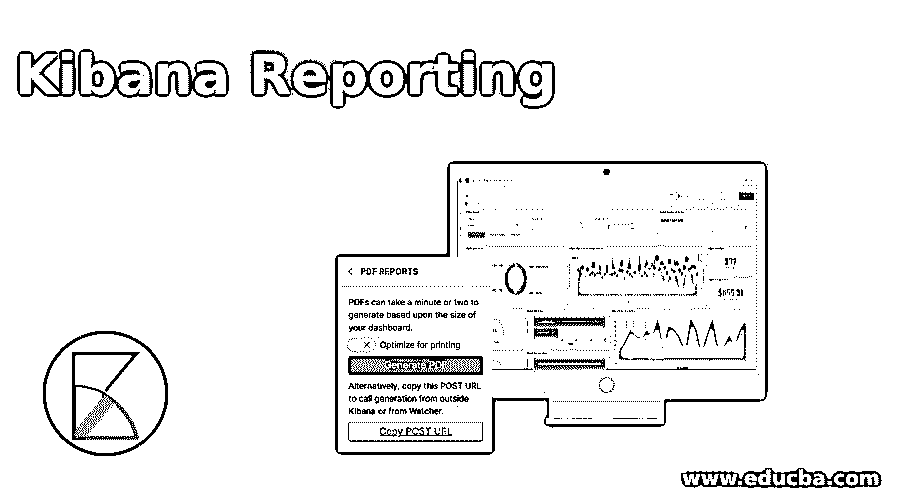 Kibana Reporting
PDF REPORTS
PDFs can take a minute or two to
generate based upon the size of
your dashboard.
Optimize for printing
Generate PDF
Alternatively, copy this POST URL
to call generation from outside
Kibana or from Watcher.
Copy POST URL
www.educba.com